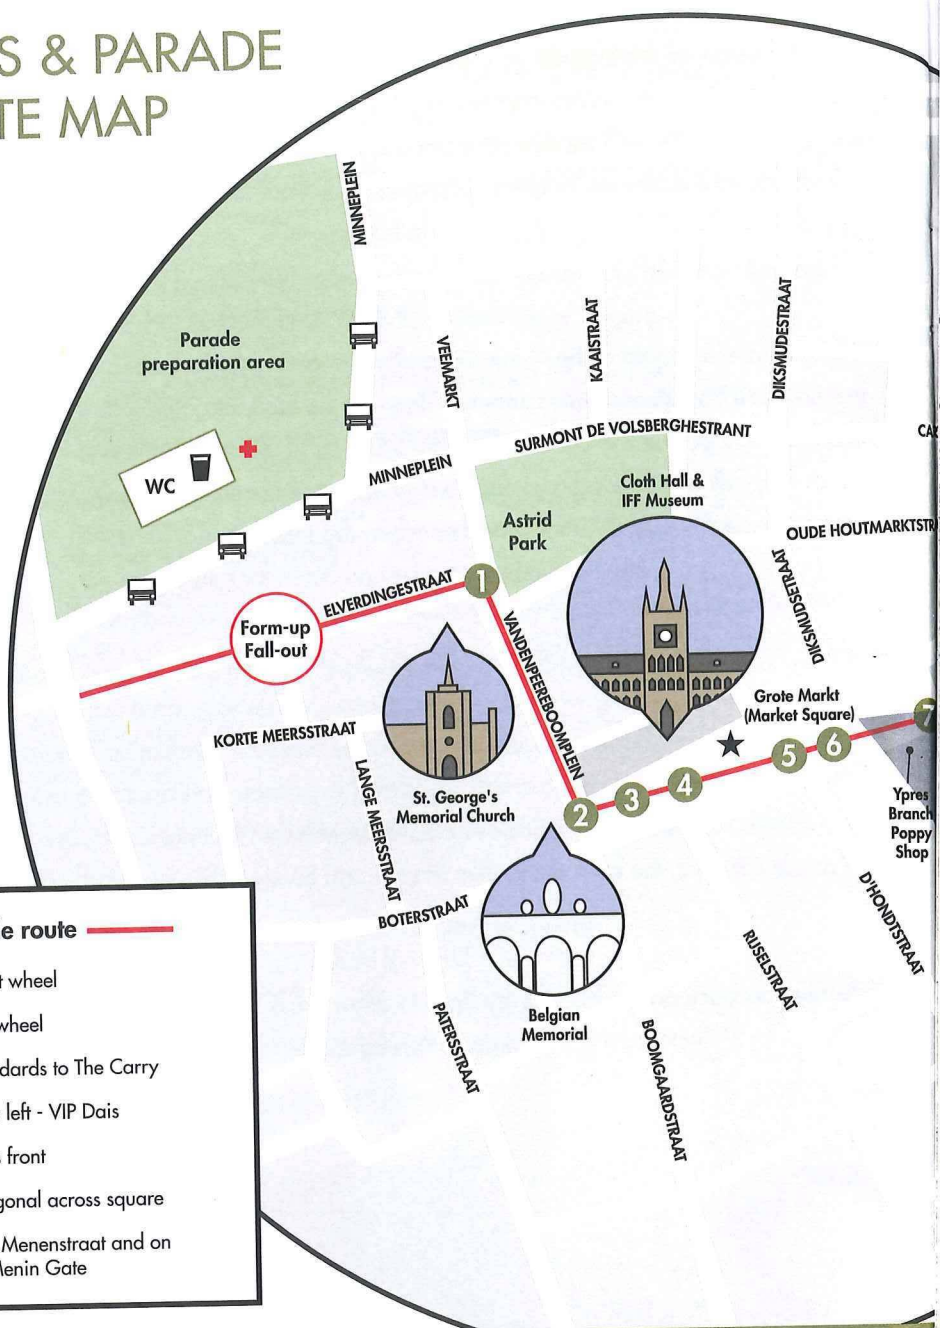 S & PARADE
TE MAP
MINNEPLEIN
Parade
preparation area
VEEMARKT
KAAISTRAAT
DIKSMUDESTRAAT
SURMONT DE VOLSBERGHESTRANT
MINNEPLEIN
WC
Cloth Hall &
IFF Museum
Astrid
Park
OUDE HOUTMARKTSTR
DIKSMUDSETRAAT
1
ELVERDINGESTRAAT
Form-up
Fall-out
VANDENPEEREBOOMPLEIN
Grote Markt
(Market Square)
KORTE MEERSSTRAAT
LANGE MEERSSTRAAT
St. George's
Memorial Church
2
3
4
5
6
7
Ypres
Branch
Poppy
Shop
BOTERSTRAAT
D'HONDTSTRAAT
RIJSELSTRAAT
Belgian
Memorial
PATERSSTRAAT
BOOMGAARDSTRAAT
e route
t wheel
wheel
dards to The Carry
left - VIP Dais
front
gonal across square
Menenstraat and on
enin Gate